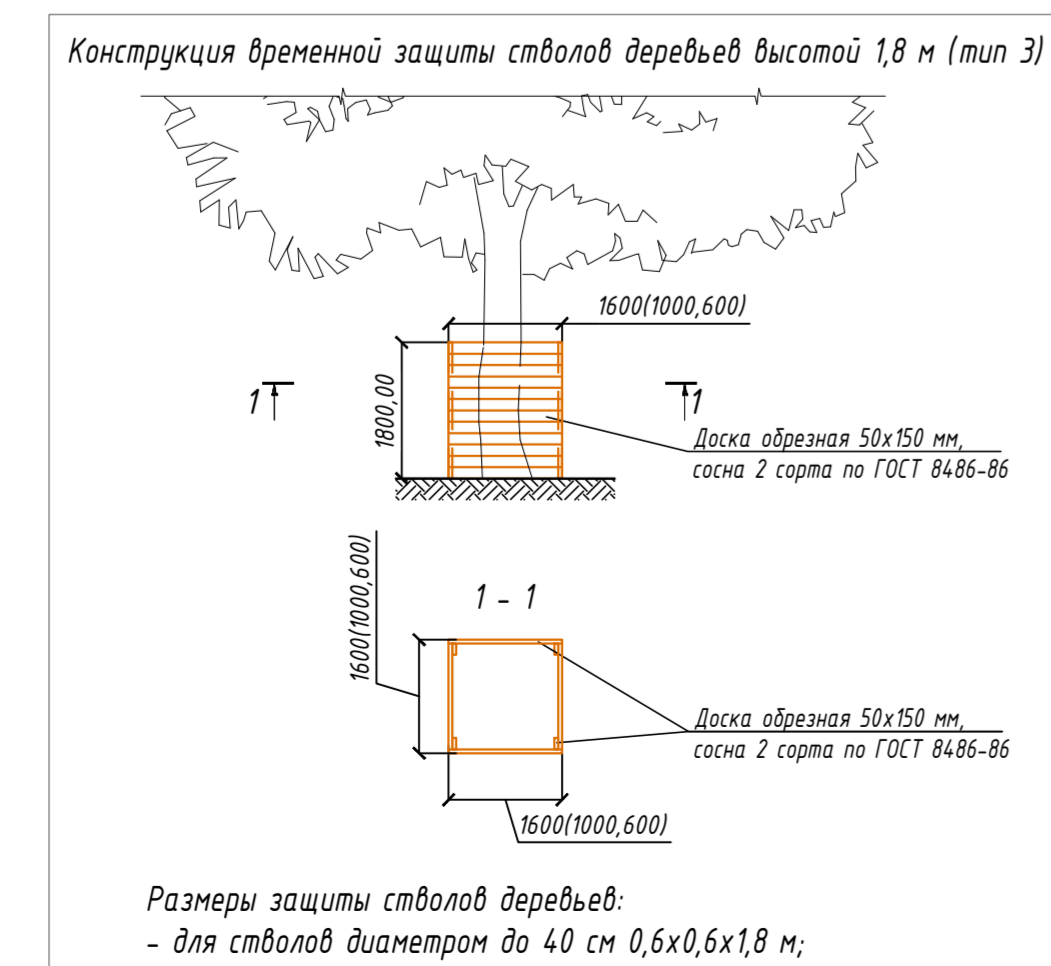 Конструкция временной защиты стволов деревьев высотой 1,8 м (тип 3)
1600(1000,600)
1800,00
1
1
Доска обрезная 50х150 мм,
сосна 2 сорта по ГОСТ 8486-86
1600(1000,600)
1 - 1
Доска обрезная 50х150 мм,
сосна 2 сорта по ГОСТ 8486-86
1600(1000,600)
Размеры защиты стволов деревьев:
- для стволов диаметром до 40 см 0,6х0,6х1,8 м;